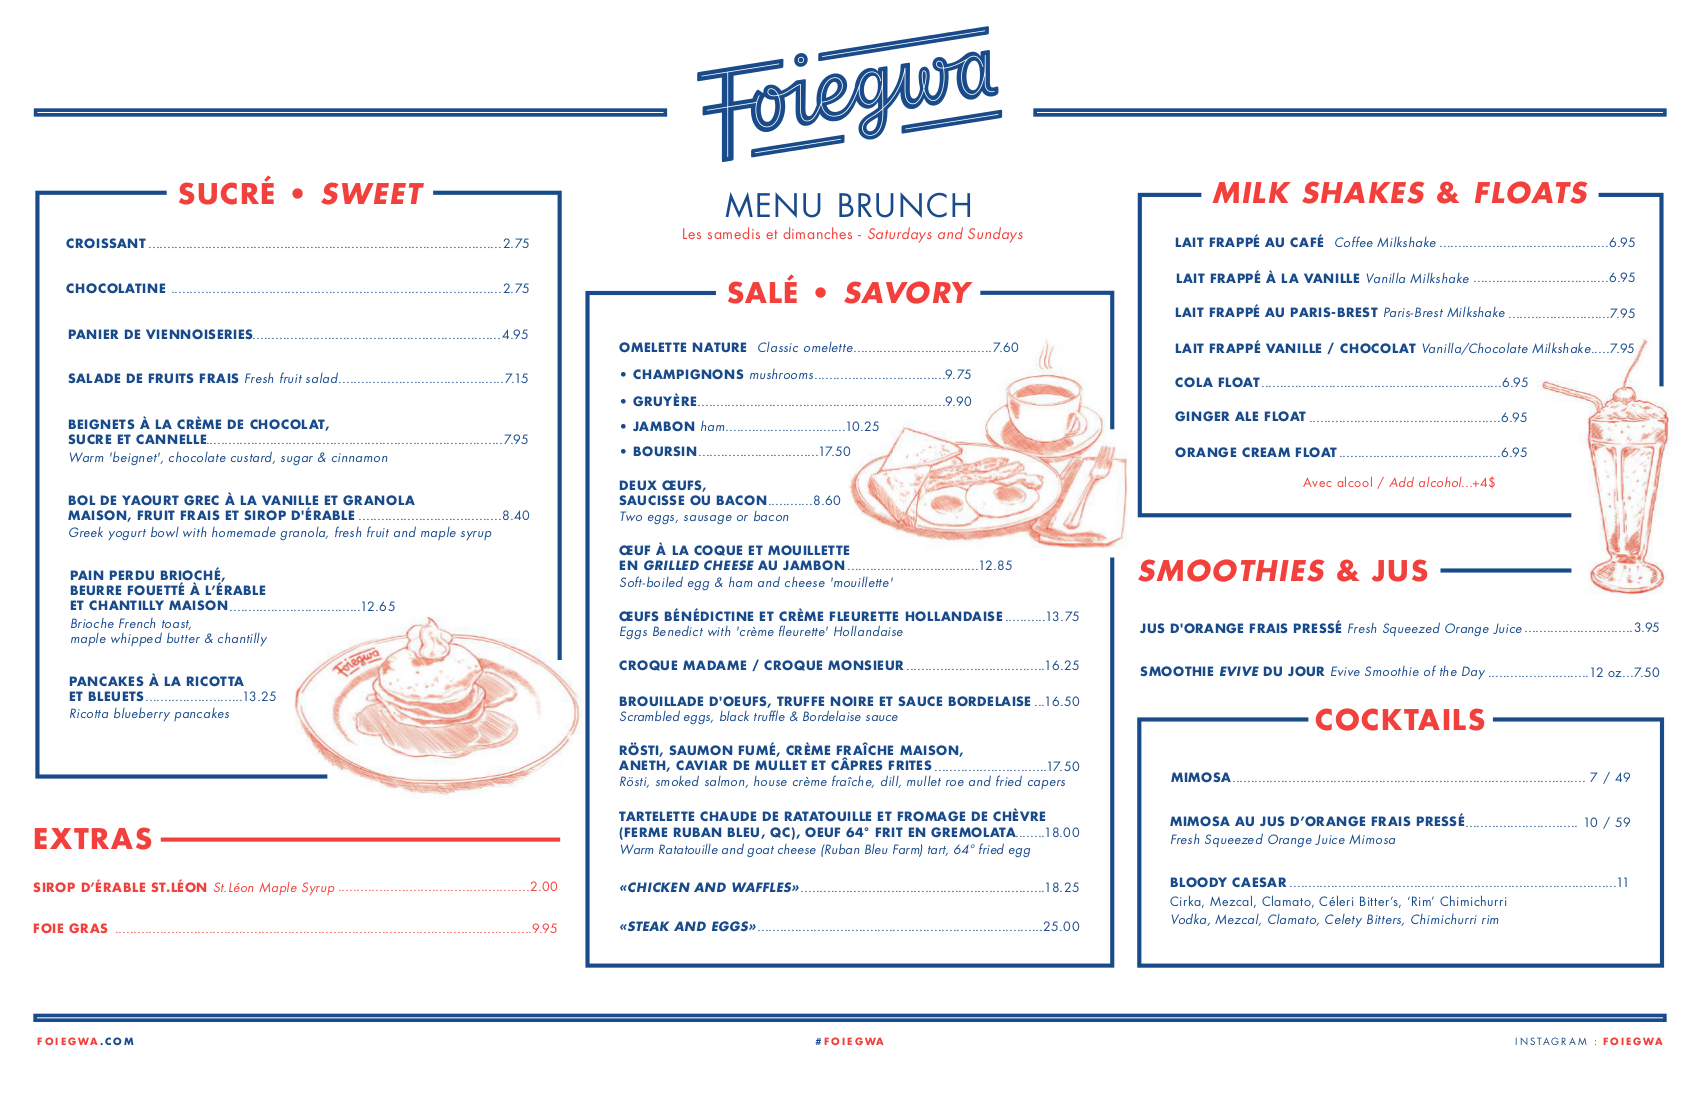 Foiegwa
MENU BRUNCH
Les samedis et dimanches - Saturdays and Sundays
SUCRÉ • SWEET
CROISSANT 2.75
CHOCOLATINE 2.75
PANIER DE VIENNOISERIES 4.95
SALADE DE FRUITS FRAIS Fresh fruit salad 7.15
BEIGNETS À LA CRÈME DE CHOCOLAT,
SUCRE ET CANNELLE 7.95
Warm 'beignet', chocolate custard, sugar & cinnamon
BOL DE YAOURT GREC À LA VANILLE ET GRANOLA
MAISON, FRUIT FRAIS ET SIROP D'ÉRABLE 8.40
Greek yogurt bowl with homemade granola, fresh fruit and maple syrup
PAIN PERDU BRIOCHÉ,
BEURRE FOUETTÉ À L’ÉRABLE
ET CHANTILLY MAISON 12.65
Brioche French toast,
maple whipped butter & chantilly
PANCAKES À LA RICOTTA
ET BLEUETS 13.25
Ricotta blueberry pancakes
Foiegwa
EXTRAS
SIROP D’ÉRABLE ST.LÉON St.Léon Maple Syrup 2.00
FOIE GRAS 9.95
SALÉ • SAVORY
OMELETTE NATURE Classic omelette 7.60
• CHAMPIGNONS mushrooms 9.75
• GRUYÈRE 9.90
• JAMBON ham 10.25
• BOURSIN 17.50
DEUX ŒUFS,
SAUCISSE OU BACON 8.60
Two eggs, sausage or bacon
ŒUF À LA COQUE ET MOUILLETTE
EN GRILLED CHEESE AU JAMBON 12.85
Soft-boiled egg & ham and cheese 'mouillette'
ŒUFS BÉNÉDICTINE ET CRÈME FLEURETTE HOLLANDAISE 13.75
Eggs Benedict with 'crème fleurette' Hollandaise
CROQUE MADAME / CROQUE MONSIEUR 16.25
BROUILLADE D'OEUFS, TRUFFE NOIRE ET SAUCE BORDELAISE ...16.50
Scrambled eggs, black truffle & Bordelaise sauce
RÖSTI, SAUMON FUMÉ, CRÈME FRAÎCHE MAISON,
ANETH, CAVIAR DE MULLET ET CÂPRES FRITES 17.50
Rösti, smoked salmon, house crème fraîche, dill, mullet roe and fried capers
TARTELETTE CHAUDE DE RATATOUILLE ET FROMAGE DE CHÈVRE
(FERME RUBAN BLEU, QC), OEUF 64° FRIT EN GREMOLATA 18.00
Warm Ratatouille and goat cheese (Ruban Bleu Farm) tart, 64° fried egg
«CHICKEN AND WAFFLES» 18.25
«STEAK AND EGGS» 25.00
MILK SHAKES & FLOATS
LAIT FRAPPÉ AU CAFÉ Coffee Milkshake 6.95
LAIT FRAPPÉ À LA VANILLE Vanilla Milkshake 6.95
LAIT FRAPPÉ AU PARIS-BREST Paris-Brest Milkshake 7.95
LAIT FRAPPÉ VANILLE / CHOCOLAT Vanilla/Chocolate Milkshake 7.95
COLA FLOAT 6.95
GINGER ALE FLOAT 6.95
ORANGE CREAM FLOAT 6.95
Avec alcool / Add alcohol...+4$
SMOOTHIES & JUS
JUS D'ORANGE FRAIS PRESSÉ Fresh Squeezed Orange Juice 3.95
SMOOTHIE EVIVE DU JOUR Evive Smoothie of the Day 12 oz...7.50
COCKTAILS
MIMOSA 7 / 49
MIMOSA AU JUS D’ORANGE FRAIS PRESSÉ 10 / 59
Fresh Squeezed Orange Juice Mimosa
BLOODY CAESAR 11
Cirka, Mezcal, Clamato, Céleri Bitter’s, ‘Rim’ Chimichurri
Vodka, Mezcal, Clamato, Celety Bitters, Chimichurri rim
FOIEGWA.COM
#FOIEGWA
INSTAGRAM : FOIEGWA